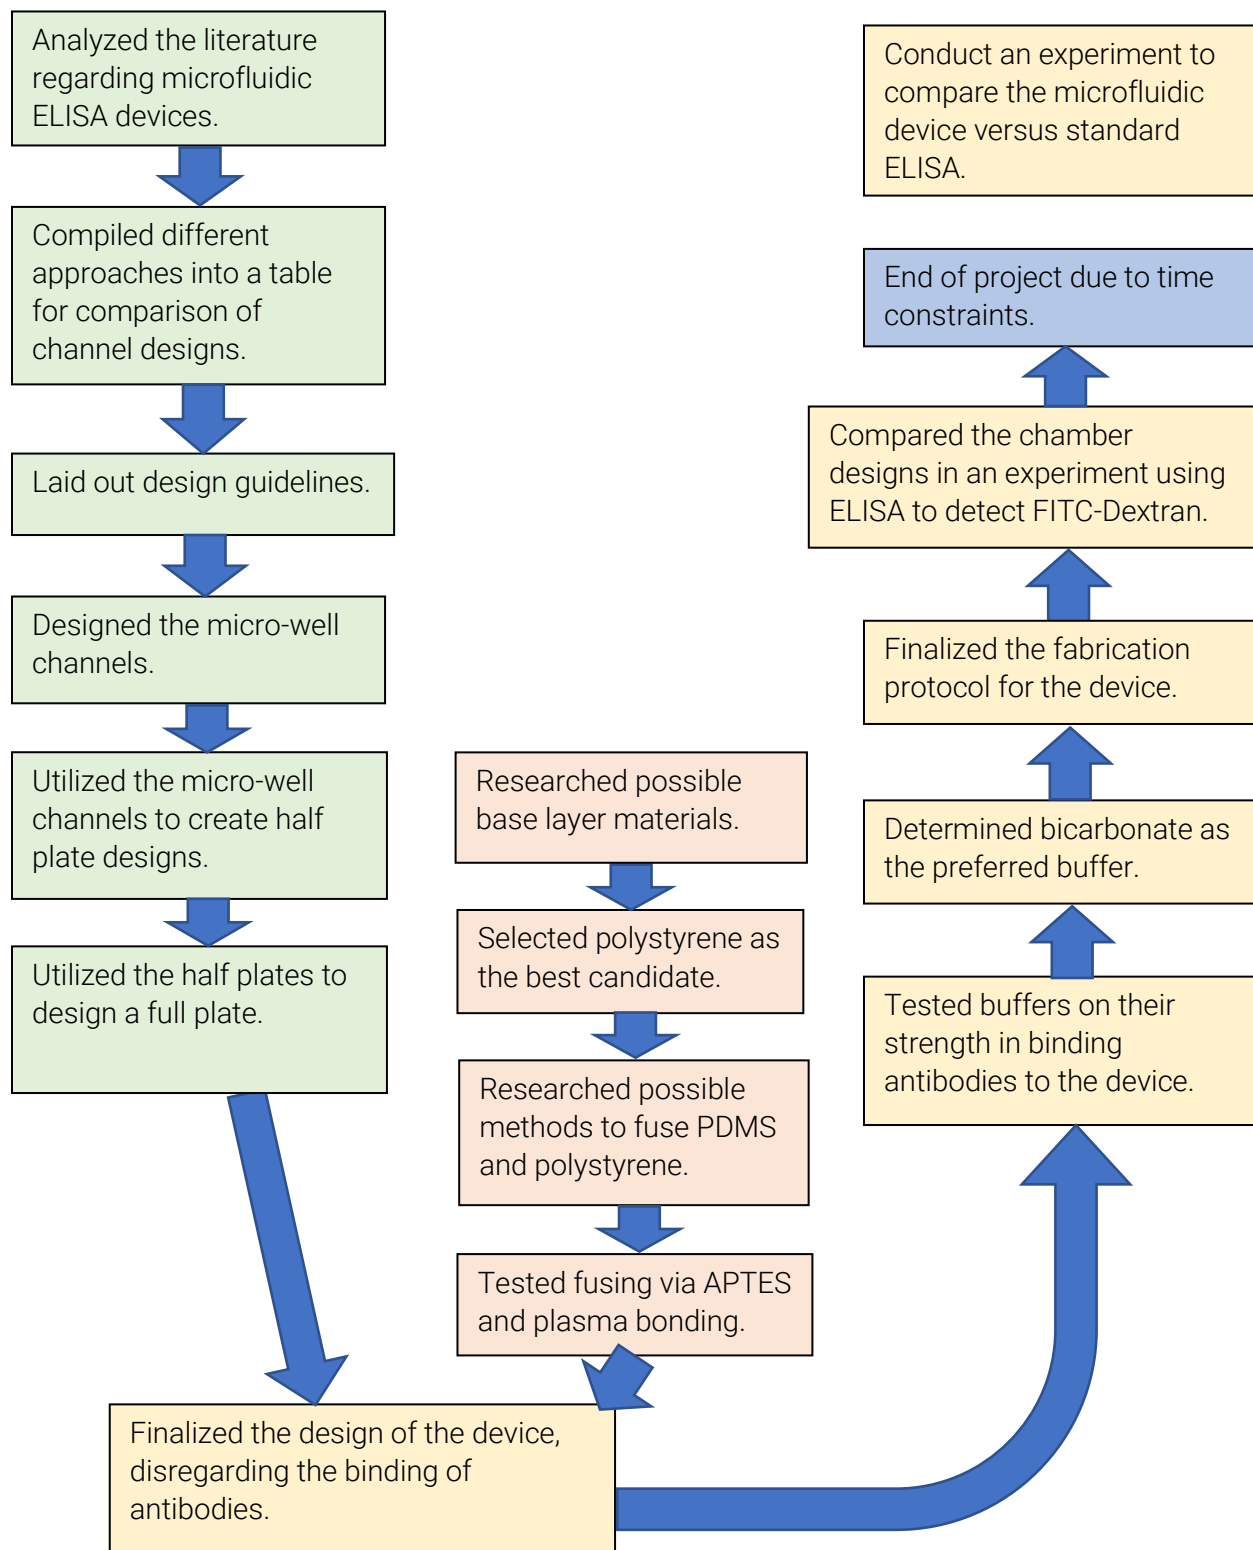 Analyzed the literature
regarding microfluidic
ELISA devices.
Compiled different
approaches into a table
for comparison of
channel designs.
Laid out design guidelines.
Designed the micro-well
channels.
Utilized the micro-well
channels to create half
plate designs.
Utilized the half plates to
design a full plate.
Researched possible
base layer materials.
Selected polystyrene as
the best candidate.
Researched possible
methods to fuse PDMS
and polystyrene.
Tested fusing via APTES
and plasma bonding.
Finalized the design of the device,
disregarding the binding of
antibodies.
Tested buffers on their
strength in binding
antibodies to the device.
Determined bicarbonate as
the preferred buffer.
Finalized the fabrication
protocol for the device.
Compared the chamber
designs in an experiment using
ELISA to detect FITC-Dextran.
End of project due to time
constraints.
Conduct an experiment to
compare the microfluidic
device versus standard
ELISA.